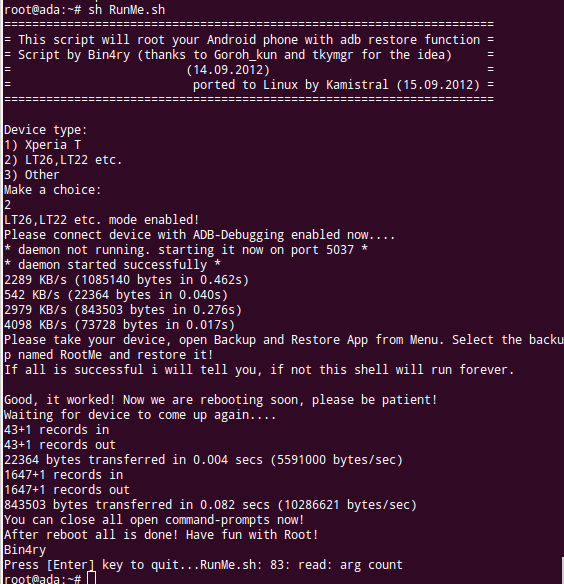 root@ada:~# sh RunMe.sh
======================================================================
= This script will root your Android phone with adb restore function =
= Script by Bin4ry (thanks to Goroh_kun and tkymgr for the idea)     =
=                         (14.09.2012)                               =
=                          ported to Linux by Kamistral (15.09.2012) =
======================================================================
Device type:
1) Xperia T
2) LT26,LT22 etc.
3) Other
Make a choice:
2
LT26,LT22 etc. mode enabled!
Please connect device with ADB-Debugging enabled now....
* daemon not running. starting it now on port 5037 *
* daemon started successfully *
2289 KB/s (1085140 bytes in 0.462s)
542 KB/s (22364 bytes in 0.040s)
2979 KB/s (843503 bytes in 0.276s)
4098 KB/s (73728 bytes in 0.017s)
Please take your device, open Backup and Restore App from Menu. Select the backu
p named RootMe and restore it!
If all is successful i will tell you, if not this shell will run forever.
Good, it worked! Now we are rebooting soon, please be patient!
Waiting for device to come up again....
43+1 records in
43+1 records out
22364 bytes transferred in 0.004 secs (5591000 bytes/sec)
1647+1 records in
1647+1 records out
843503 bytes transferred in 0.082 secs (10286621 bytes/sec)
You can close all open command-prompts now!
After reboot all is done! Have fun with Root!
Bin4ry
Press [Enter] key to quit...RunMe.sh: 83: read: arg count
root@ada:~#